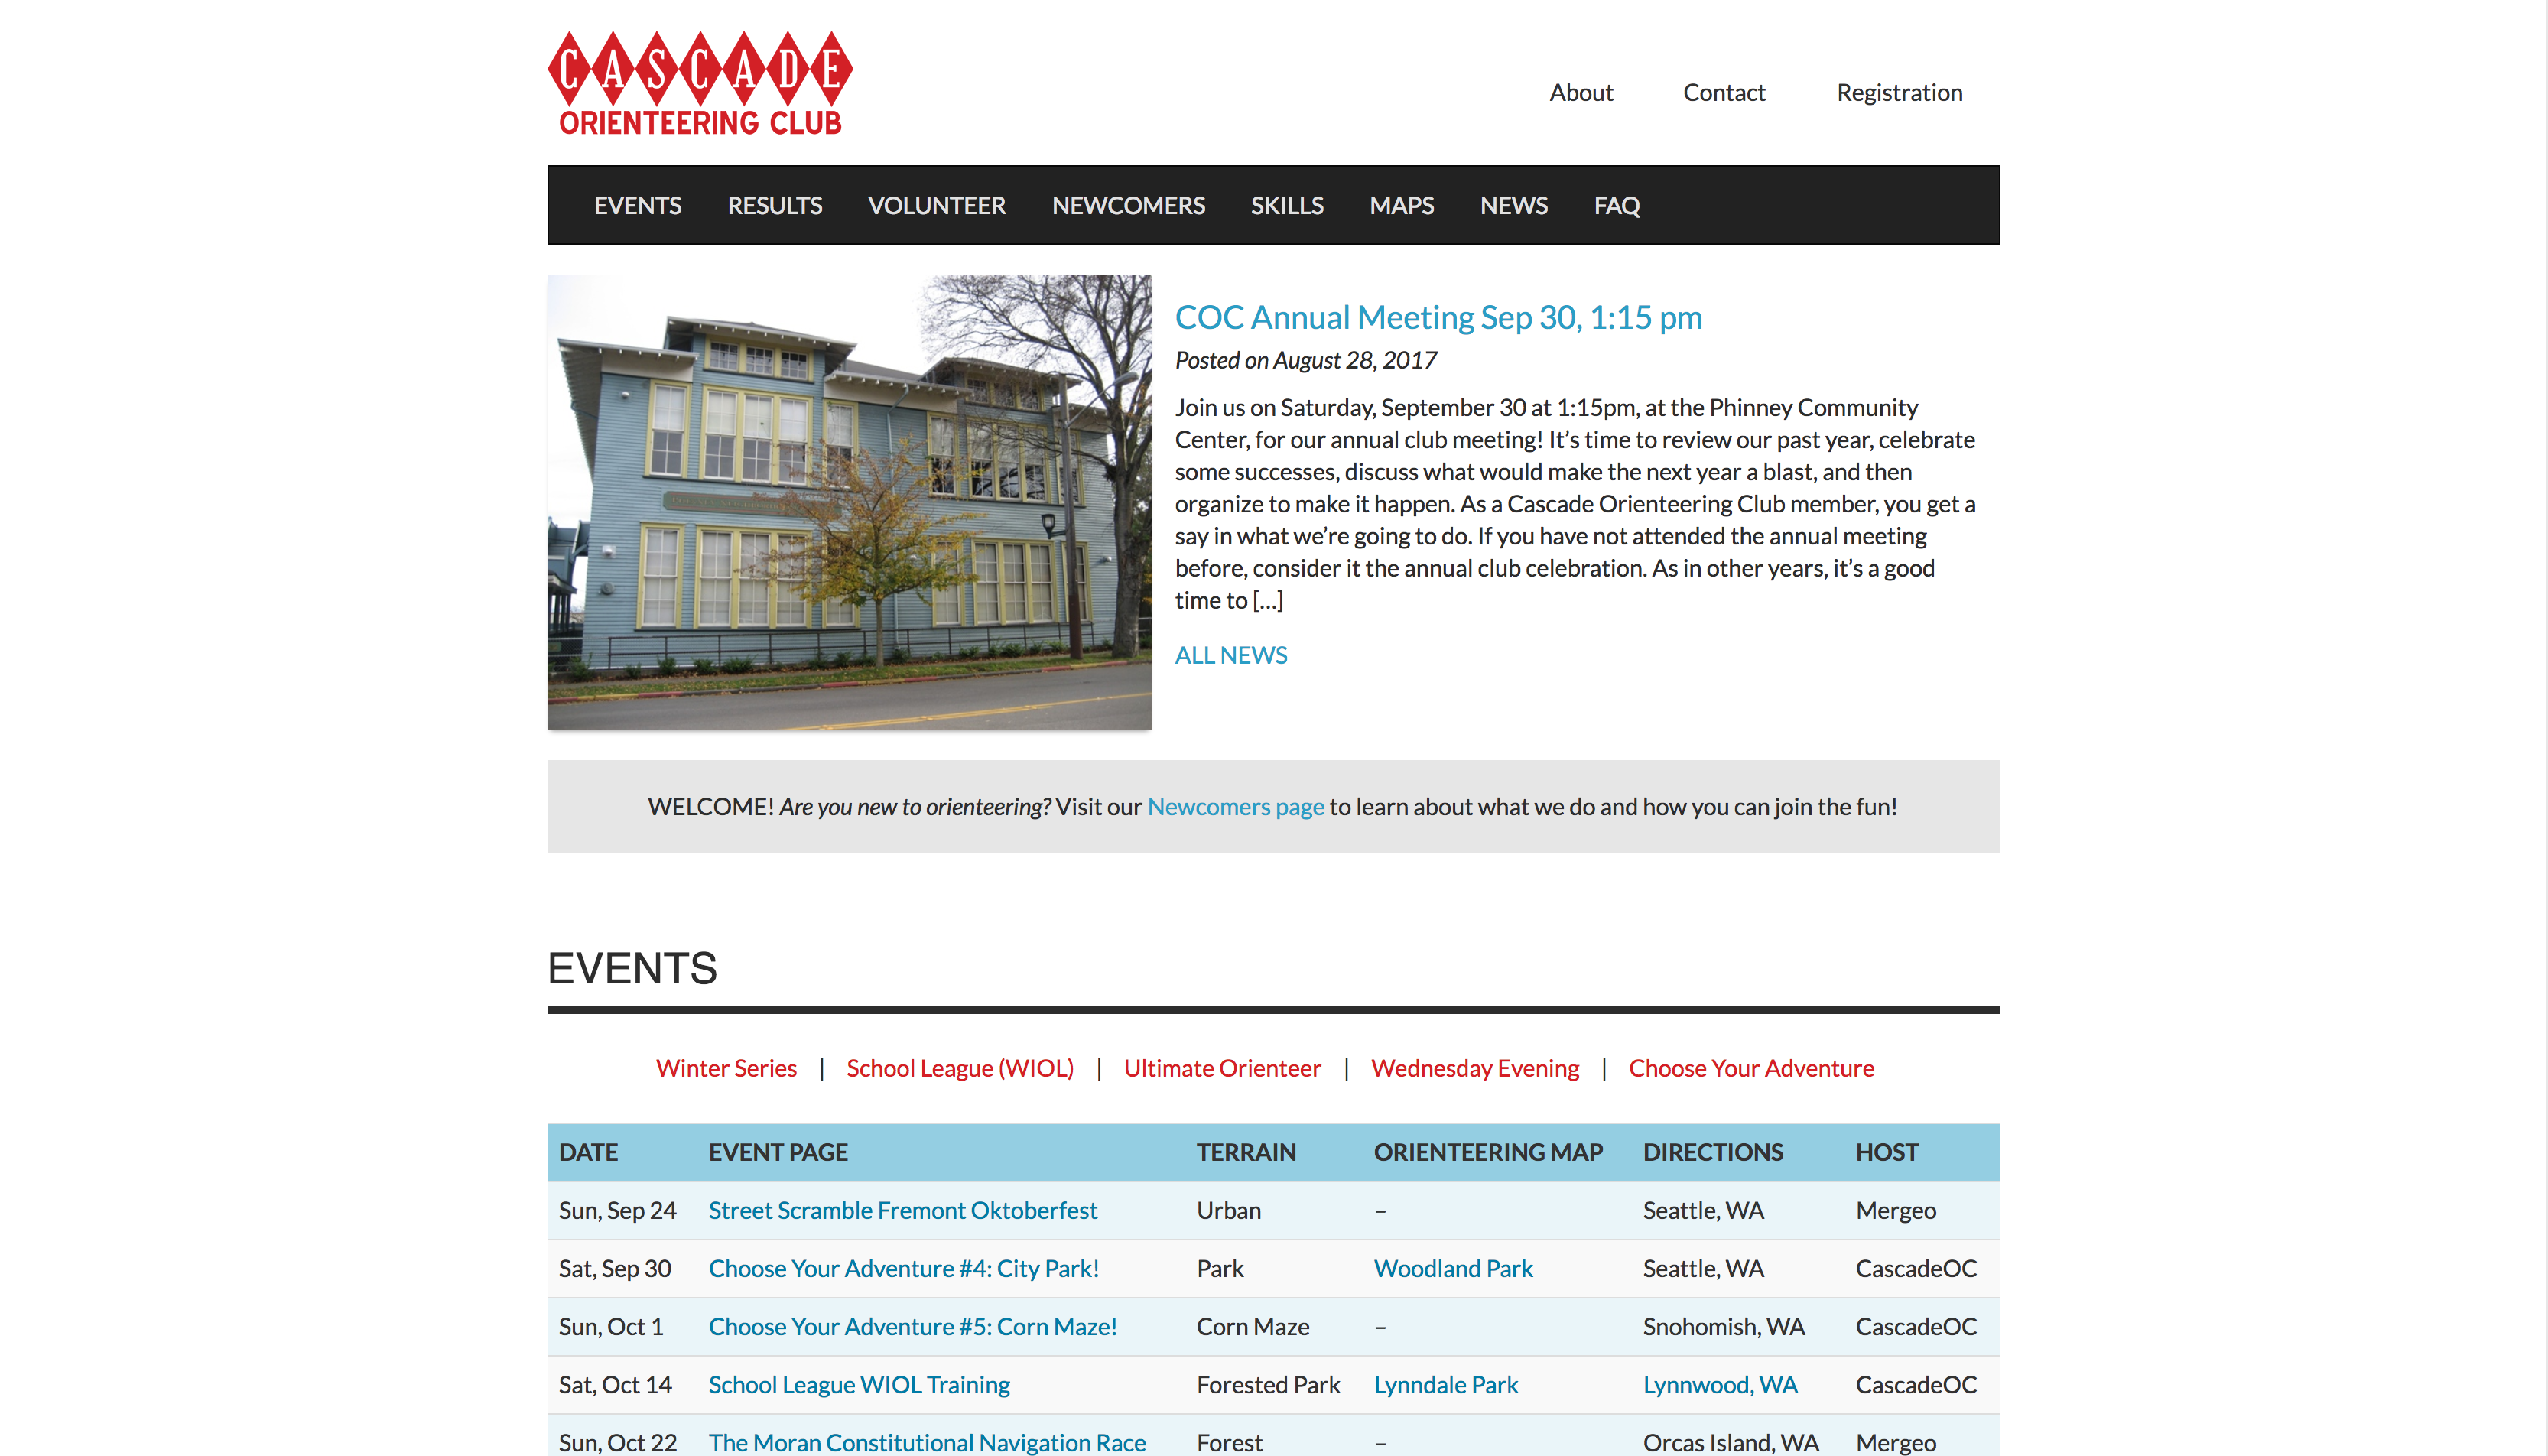 CASCADE
ORIENTEERING CLUB
About Contact Registration
EVENTS RESULTS VOLUNTEER NEWCOMERS SKILLS MAPS NEWS FAQ
COC Annual Meeting Sep 30, 1:15 pm
Posted on August 28, 2017
Join us on Saturday, September 30 at 1:15pm, at the Phinney Community
Center, for our annual club meeting! It’s time to review our past year, celebrate
some successes, discuss what would make the next year a blast, and then
organize to make it happen. As a Cascade Orienteering Club member, you get a
say in what we’re going to do. If you have not attended the annual meeting
before, consider it the annual club celebration. As in other years, it’s a good
time to […]
ALL NEWS
WELCOME! Are you new to orienteering? Visit our Newcomers page to learn about what we do and how you can join the fun!
EVENTS
Winter Series | School League (WIOL) | Ultimate Orienteer | Wednesday Evening | Choose Your Adventure
DATE EVENT PAGE TERRAIN ORIENTEERING MAP DIRECTIONS HOST
Sun, Sep 24 Street Scramble Fremont Oktoberfest Urban – Seattle, WA Mergeo
Sat, Sep 30 Choose Your Adventure #4: City Park! Park Woodland Park Seattle, WA CascadeOC
Sun, Oct 1 Choose Your Adventure #5: Corn Maze! Corn Maze – Snohomish, WA CascadeOC
Sat, Oct 14 School League WIOL Training Forested Park Lynndale Park Lynnwood, WA CascadeOC
Sun, Oct 22 The Moran Constitutional Navigation Race Forest – Orcas Island, WA Mergeo